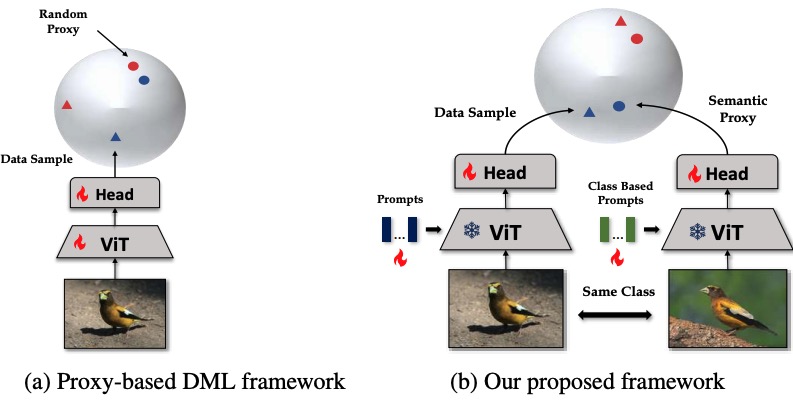 Random
Proxy
Data Sample
Head
ViT
(a) Proxy-based DML framework
Data Sample
Semantic
Proxy
Head
Head
Prompts
...
ViT
Class Based
Prompts
...
ViT
Same Class
(b) Our proposed framework